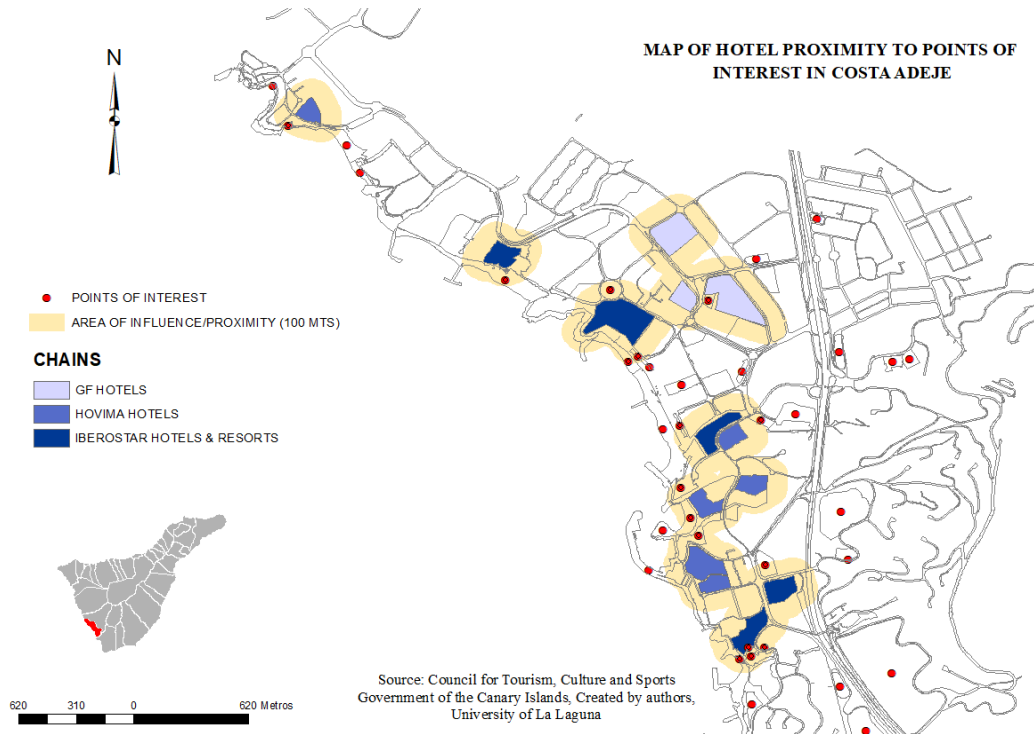 MAP OF HOTEL PROXIMITY TO POINTS OF
INTEREST IN COSTA ADEJE
N
POINTS OF INTEREST
AREA OF INFLUENCE/PROXIMITY (100 MTS)
CHAINS
GF HOTELS
HOVIMA HOTELS
IBEROSTAR HOTELS & RESORTS
Source: Council for Tourism, Culture and Sports
Government of the Canary Islands, Created by authors,
University of La Laguna
620 310 0 620 Metros